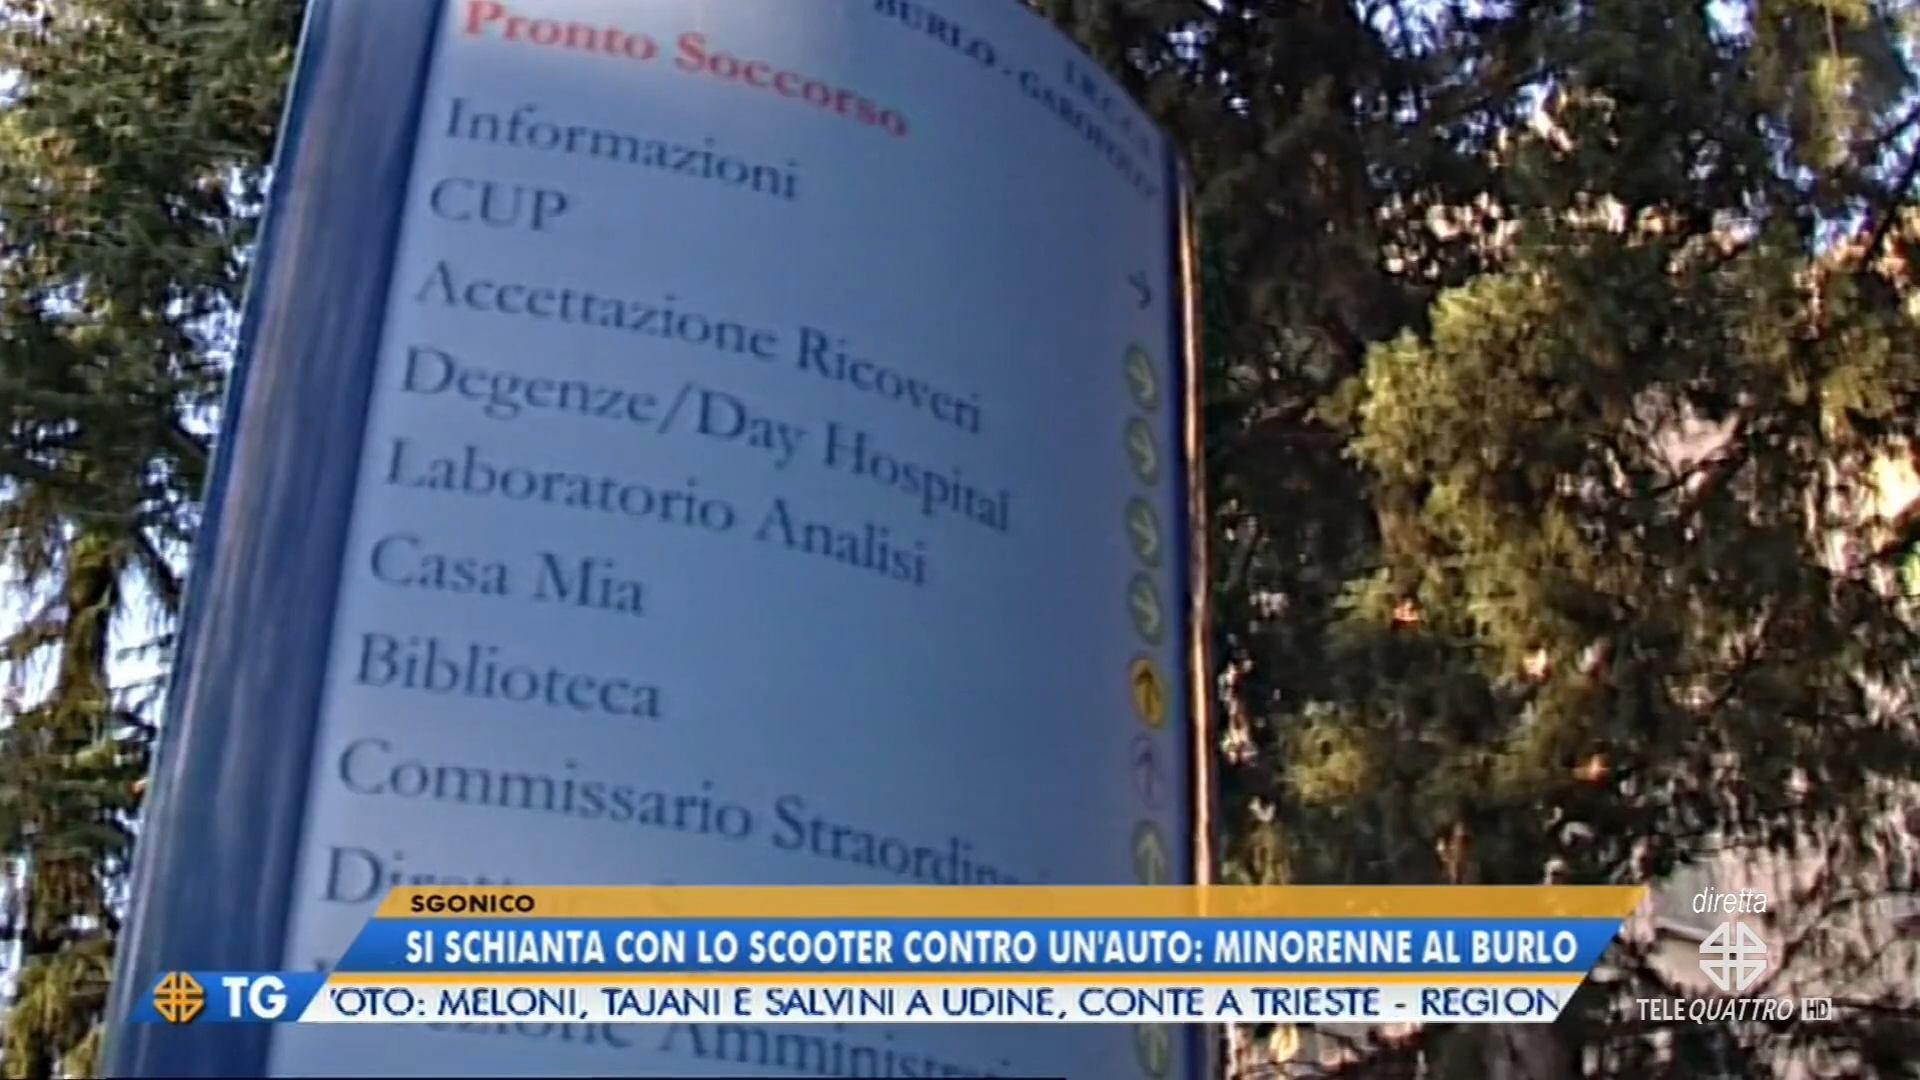 Pronto Soccorso
BURLO - GAROFOLO
Informazioni
CUP
Accettazione Ricoveri
Degenze/Day Hospital
Laboratorio Analisi
Casa Mia
Biblioteca
Commissario
SGONICO
SI SCHIANTA CON LO SCOOTER CONTRO UN'AUTO: MINORENNE AL BURLO
TG
OTO: MELONI, TAJANI E SALVINI A UDINE, CONTE A TRIESTE - REGION
diretta
TELEQUATTRO HD